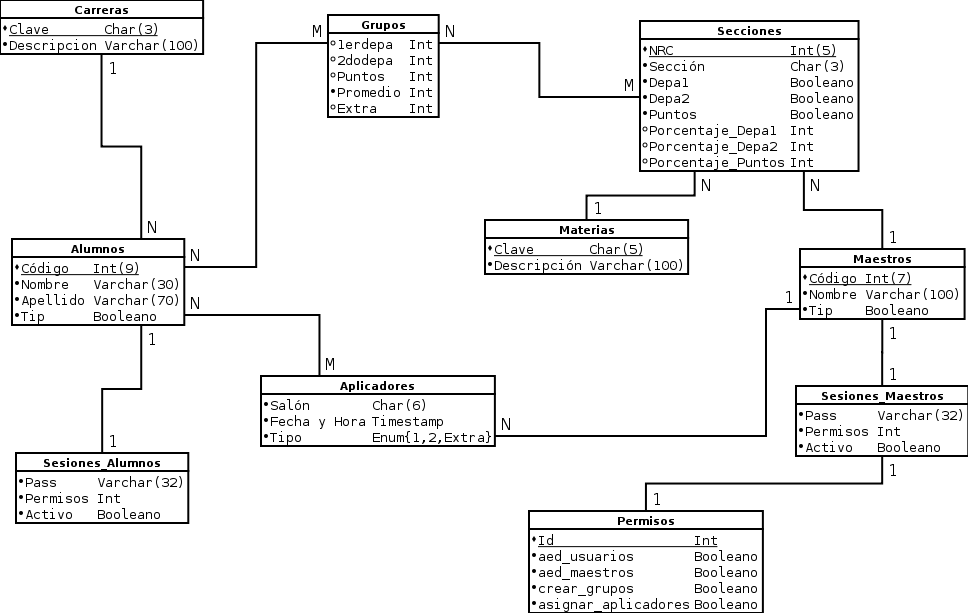 Carreras
Clave Char(3)
Descripcion Varchar(100)
1
N
Grupos
1erdepa Int
2dodepa Int
Puntos Int
Promedio Int
Extra Int
M
N
Secciones
NRC Int(5)
Sección Char(3)
Depa1 Booleano
Depa2 Booleano
Puntos Booleano
Porcentaje_Depa1 Int
Porcentaje_Depa2 Int
Porcentaje_Puntos Int
M
N
N
1
Materias
Clave Char(5)
Descripción Varchar(100)
1
Maestros
Código Int(7)
Nombre Varchar(100)
Tip Booleano
1
1
Alumnos
Código Int(9)
Nombre Varchar(30)
Apellido Varchar(70)
Tip Booleano
N
N
1
M
Aplicadores
Salón Char(6)
Fecha y Hora Timestamp
Tipo Enum{1,2,Extra}
N
1
Sesiones_Maestros
Pass Varchar(32)
Permisos Int
Activo Booleano
1
1
Sesiones_Alumnos
Pass Varchar(32)
Permisos Int
Activo Booleano
1
Permisos
Id Int
aed_usuarios Booleano
aed_maestros Booleano
crear_grupos Booleano
asignar_aplicadores Booleano